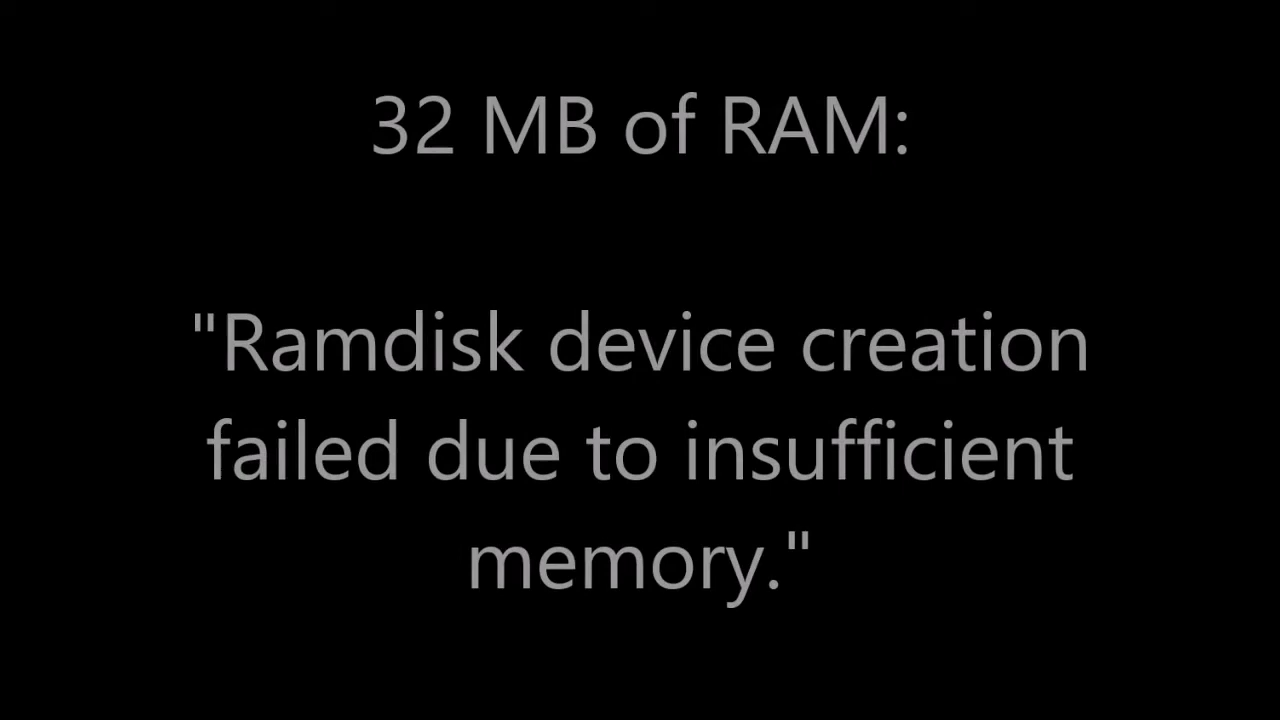 32 MB of RAM:
"Ramdisk device creation
failed due to insufficient
memory."